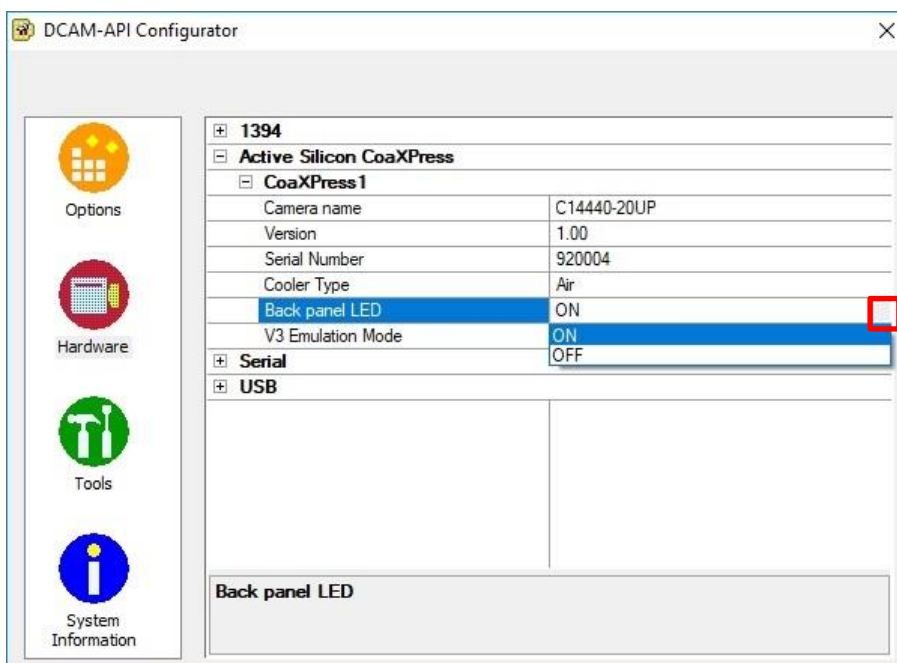 DCAM-API Configurator
Options
Hardware
Tools
System
Information
1394
Active Silicon CoaXPress
CoaXPress1
Camera name C14440-20UP
Version 1.00
Serial Number 920004
Cooler Type Air
Back panel LED ON
V3 Emulation Mode ON
OFF
Serial
USB
Back panel LED